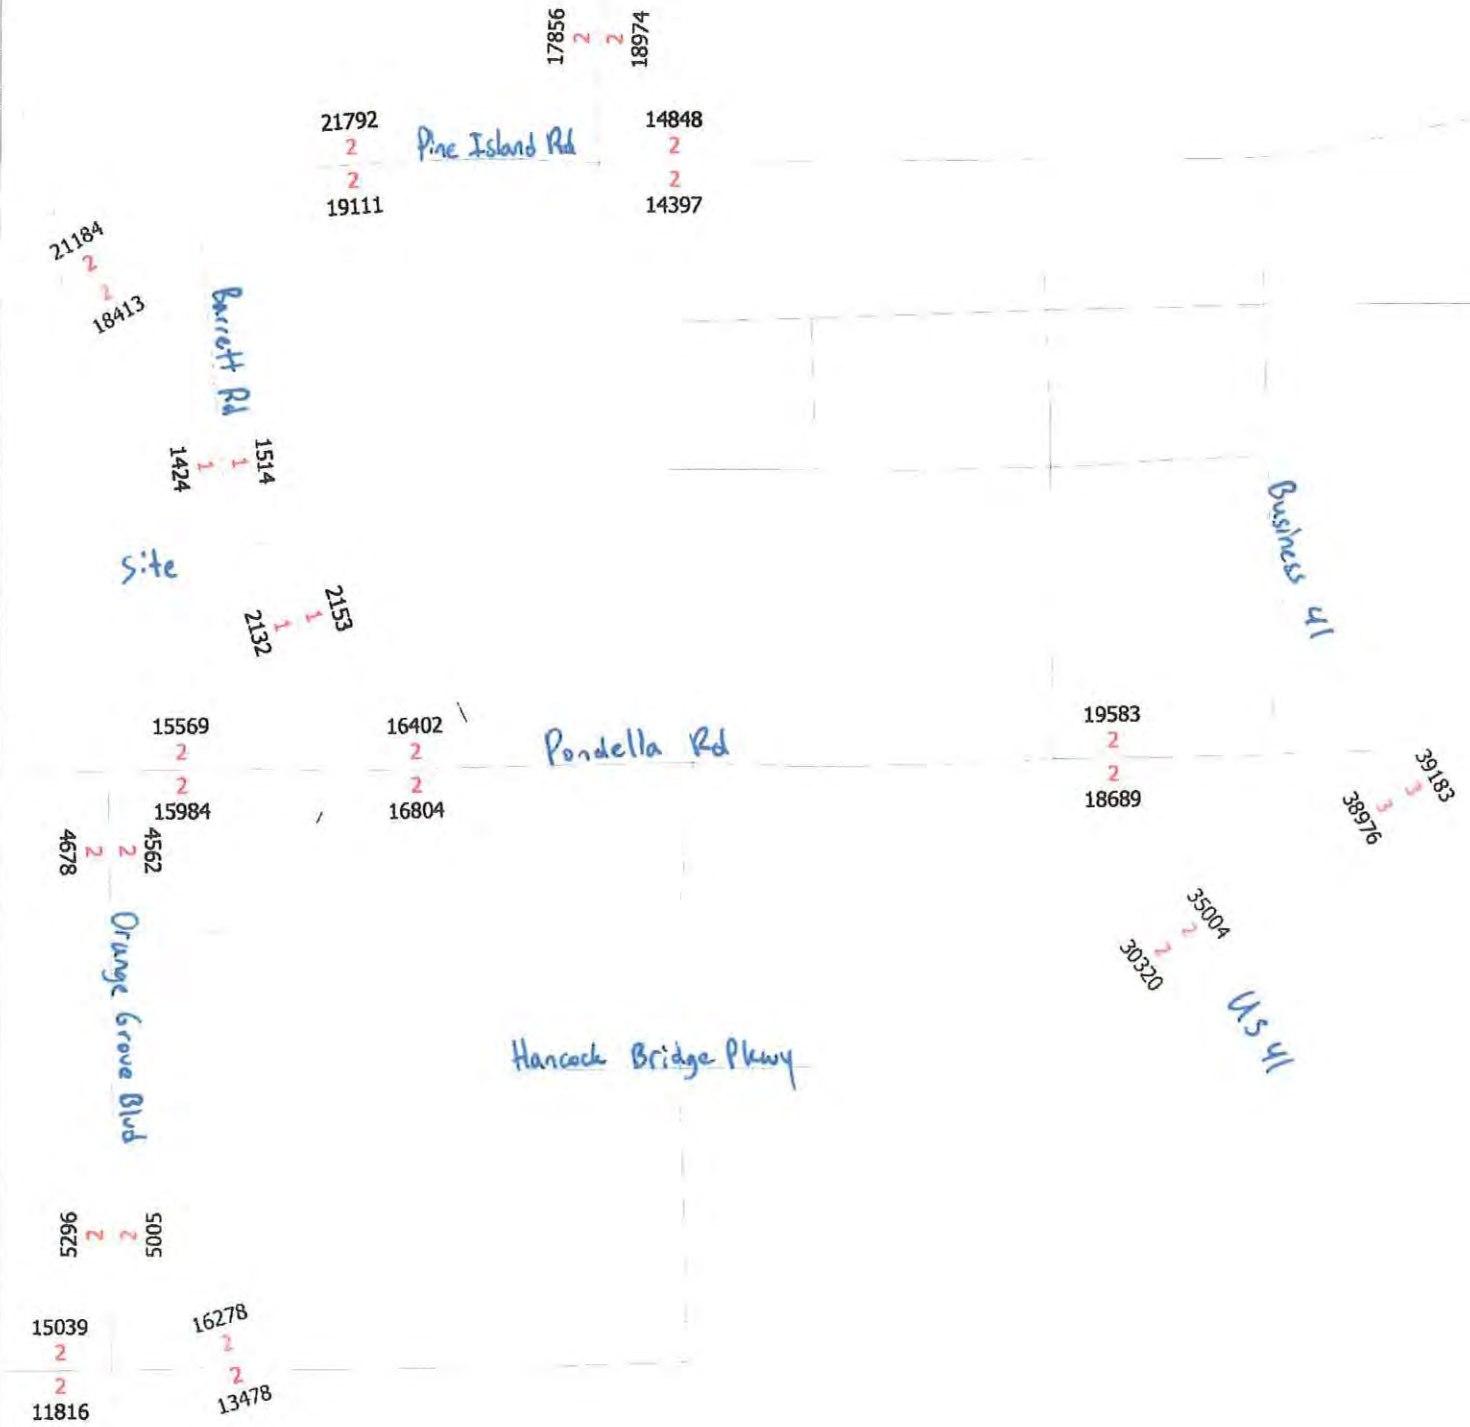 17856 2 2 18974
21792
2
2
19111
Pine Island Rd
14848
2
2
14397
21184
2
2
18413
Barrett Rd
1424 1 1 1514
Site
2132 1 1 2153
15569
2
2
15984
16402
2
2
16804
Pondella Rd
19583
2
2
18689
Business 41
38976 3 3 39183
4678 2 2 4562
30320 2 2 35004
US 41
Orange Grove Blvd
Hancock Bridge Pkwy
5296 2 2 5005
15039
2
2
11816
16278
2
2
13478